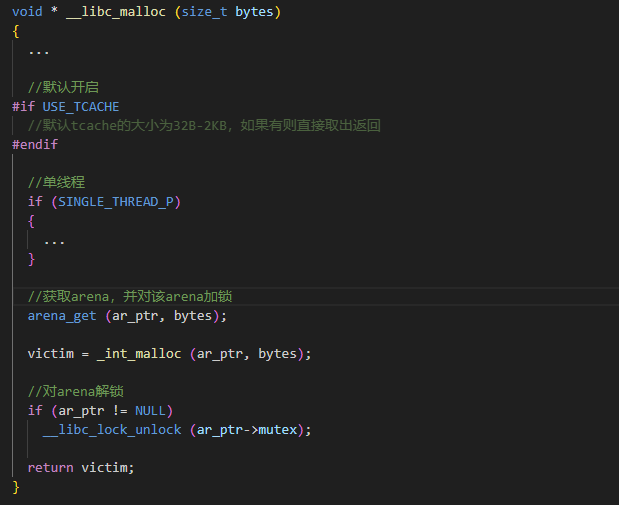 void * __libc_malloc (size_t bytes)
{
...
//默认开启
#if USE_TCACHE
//默认tcache的大小为32B-2KB，如果有则直接取出返回
#endif
//单线程
if (SINGLE_THREAD_P)
{
...
}
//获取arena，并对该arena加锁
arena_get (ar_ptr, bytes);
victim = _int_malloc (ar_ptr, bytes);
//对arena解锁
if (ar_ptr != NULL)
__libc_lock_unlock (ar_ptr->mutex);
return victim;
}